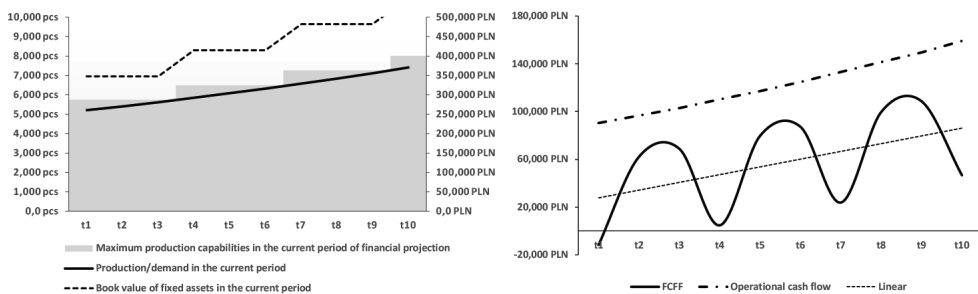 10,000 pcs
9,000 pcs
8,000 pcs
7,000 pcs
6,000 pcs
5,000 pcs
4,000 pcs
3,000 pcs
2,000 pcs
1,000 pcs
0,0 pcs
500,000 PLN
450,000 PLN
400,000 PLN
350,000 PLN
300,000 PLN
250,000 PLN
200,000 PLN
150,000 PLN
100,000 PLN
50,000 PLN
0,0 PLN
t1 t2 t3 t4 t5 t6 t7 t8 t9 t10
Maximum production capabilities in the current period of financial projection
Production/demand in the current period
Book value of fixed assets in the current period
180,000 PLN
140,000 PLN
100,000 PLN
60,000 PLN
20,000 PLN
-20,000 PLN
t1 t2 t3 t4 t5 t6 t7 t8 t9 t10
FCFF Operational cash flow Linear